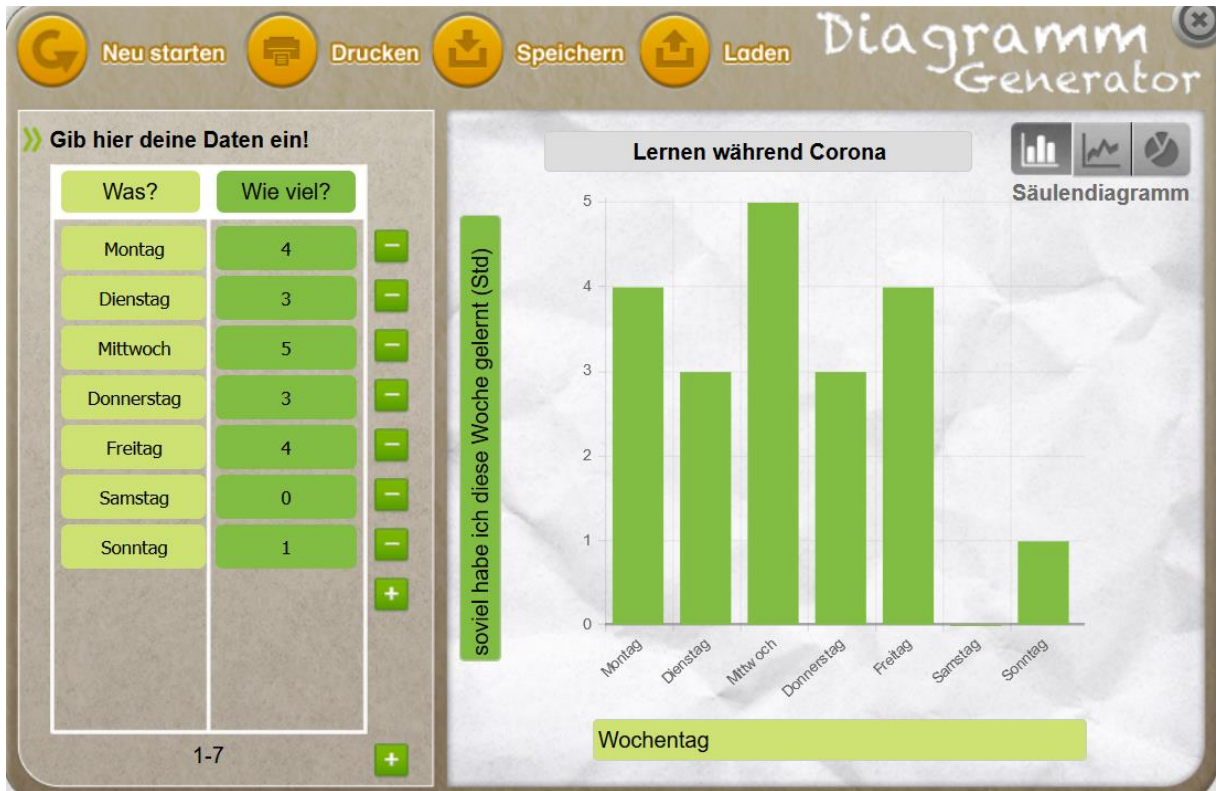 Neu starten
Drucken
Speichern
Laden
Diagramm
Generator
Gib hier deine Daten ein!
Was? Wie viel?
Montag 4
Dienstag 3
Mittwoch 5
Donnerstag 3
Freitag 4
Samstag 0
Sonntag 1
1-7
Lernen während Corona
Säulendiagramm
soviel habe ich diese Woche gelernt (Std)
5
4
3
2
1
0
Montag
Dienstag
Mittwoch
Donnerstag
Freitag
Samstag
Sonntag
Wochentag